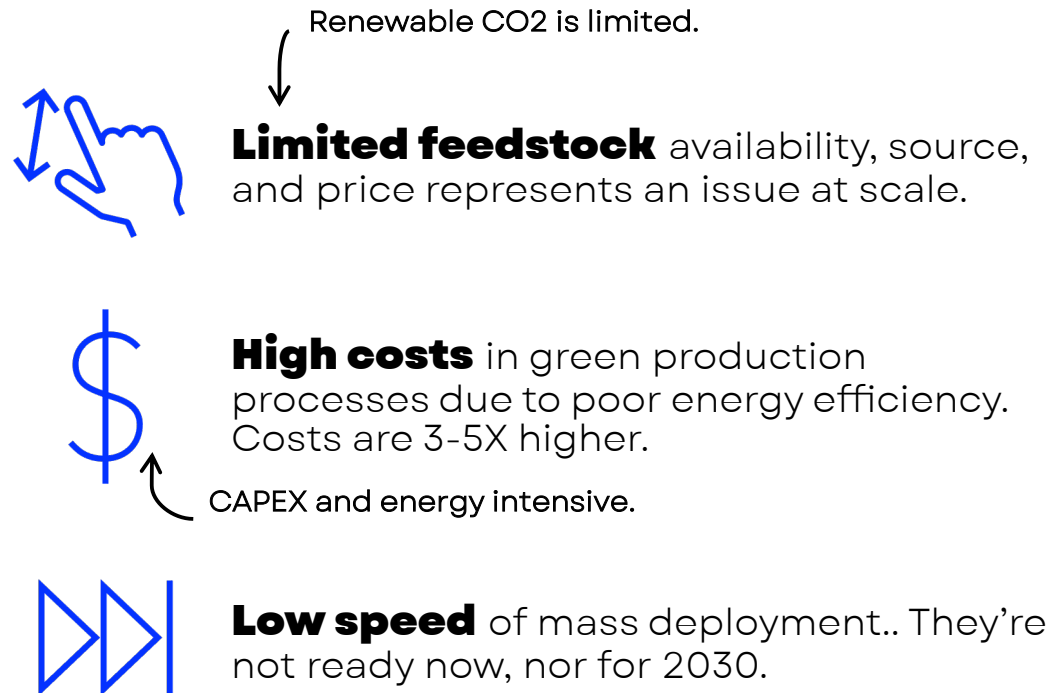 Renewable CO2 is limited.
Limited feedstock availability, source,
and price represents an issue at scale.
High costs in green production
processes due to poor energy efficiency.
Costs are 3-5X higher.
CAPEX and energy intensive.
Low speed of mass deployment.. They’re
not ready now, nor for 2030.